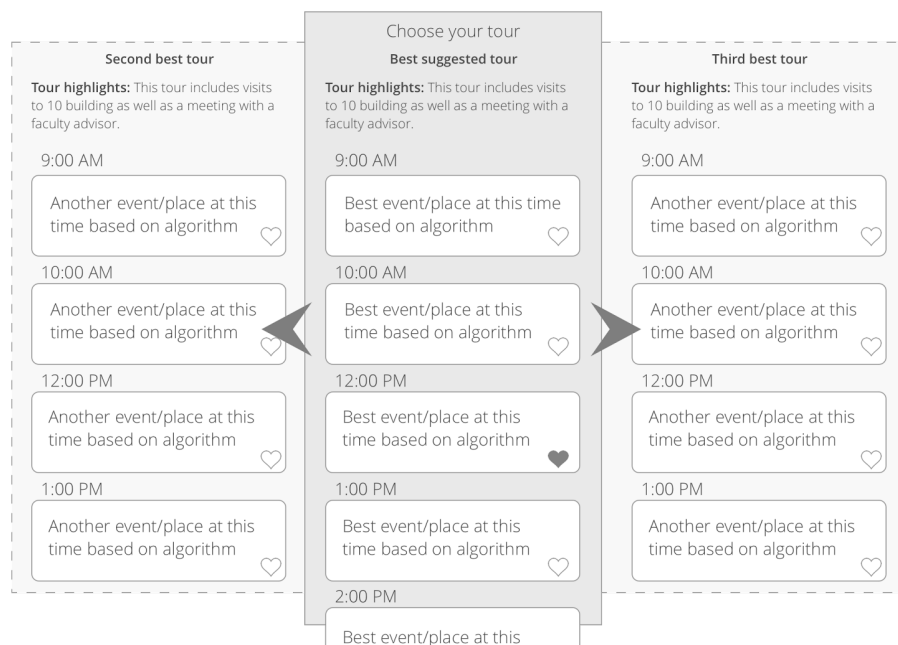 Choose your tour
Second best tour
Tour highlights: This tour includes visits
to 10 building as well as a meeting with a
faculty advisor.
9:00 AM
Another event/place at this
time based on algorithm
10:00 AM
Another event/place at this
time based on algorithm
12:00 PM
Another event/place at this
time based on algorithm
1:00 PM
Another event/place at this
time based on algorithm
Best suggested tour
Tour highlights: This tour includes visits
to 10 building as well as a meeting with a
faculty advisor.
9:00 AM
Best event/place at this time
based on algorithm
10:00 AM
Best event/place at this
time based on algorithm
12:00 PM
Best event/place at this
time based on algorithm
1:00 PM
Best event/place at this
time based on algorithm
2:00 PM
Best event/place at this
Third best tour
Tour highlights: This tour includes visits
to 10 building as well as a meeting with a
faculty advisor.
9:00 AM
Another event/place at this
time based on algorithm
10:00 AM
Another event/place at this
time based on algorithm
12:00 PM
Another event/place at this
time based on algorithm
1:00 PM
Another event/place at this
time based on algorithm